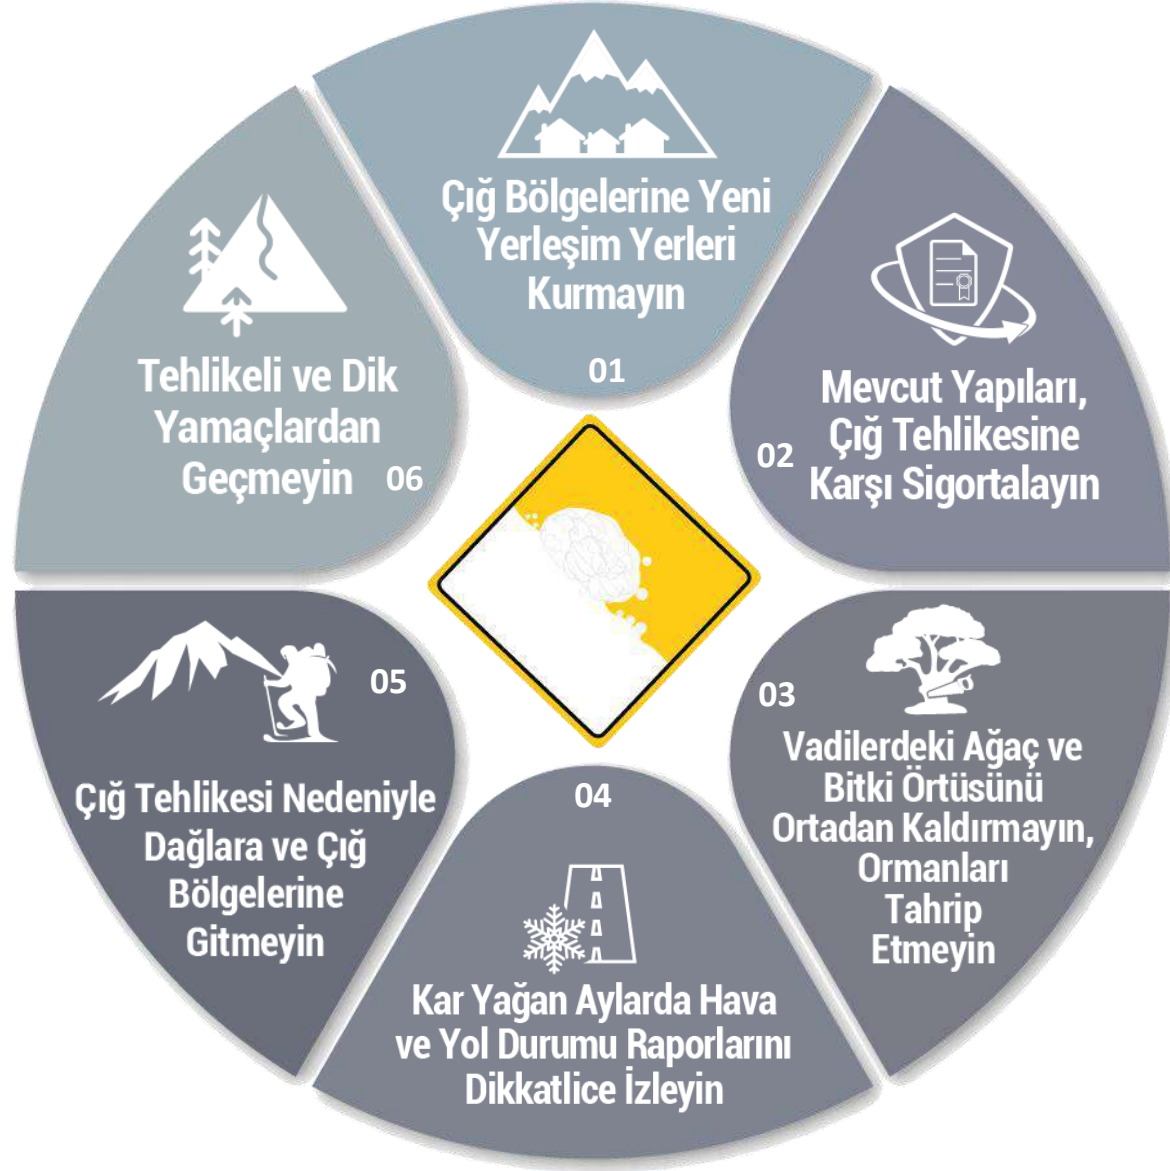 Çığ Bölgelerine Yeni
Yerleşim Yerleri
Kurmayın
01
Mevcut Yapıları,
Çığ Tehlikesine
Karşı Sigortalayın
02
03
Vadilerdeki Ağaç ve
Bitki Örtüsünü
Ortadan Kaldırmayın,
Ormanları
Tahrip
Etmeyin
04
Kar Yağan Aylarda Hava
ve Yol Durumu Raporlarını
Dikkatlice İzleyin
05
Çığ Tehlikesi Nedeniyle
Dağlara ve Çığ
Bölgelerine
Gitmeyin
Tehlikeli ve Dik
Yamaçlardan
Geçmeyin
06